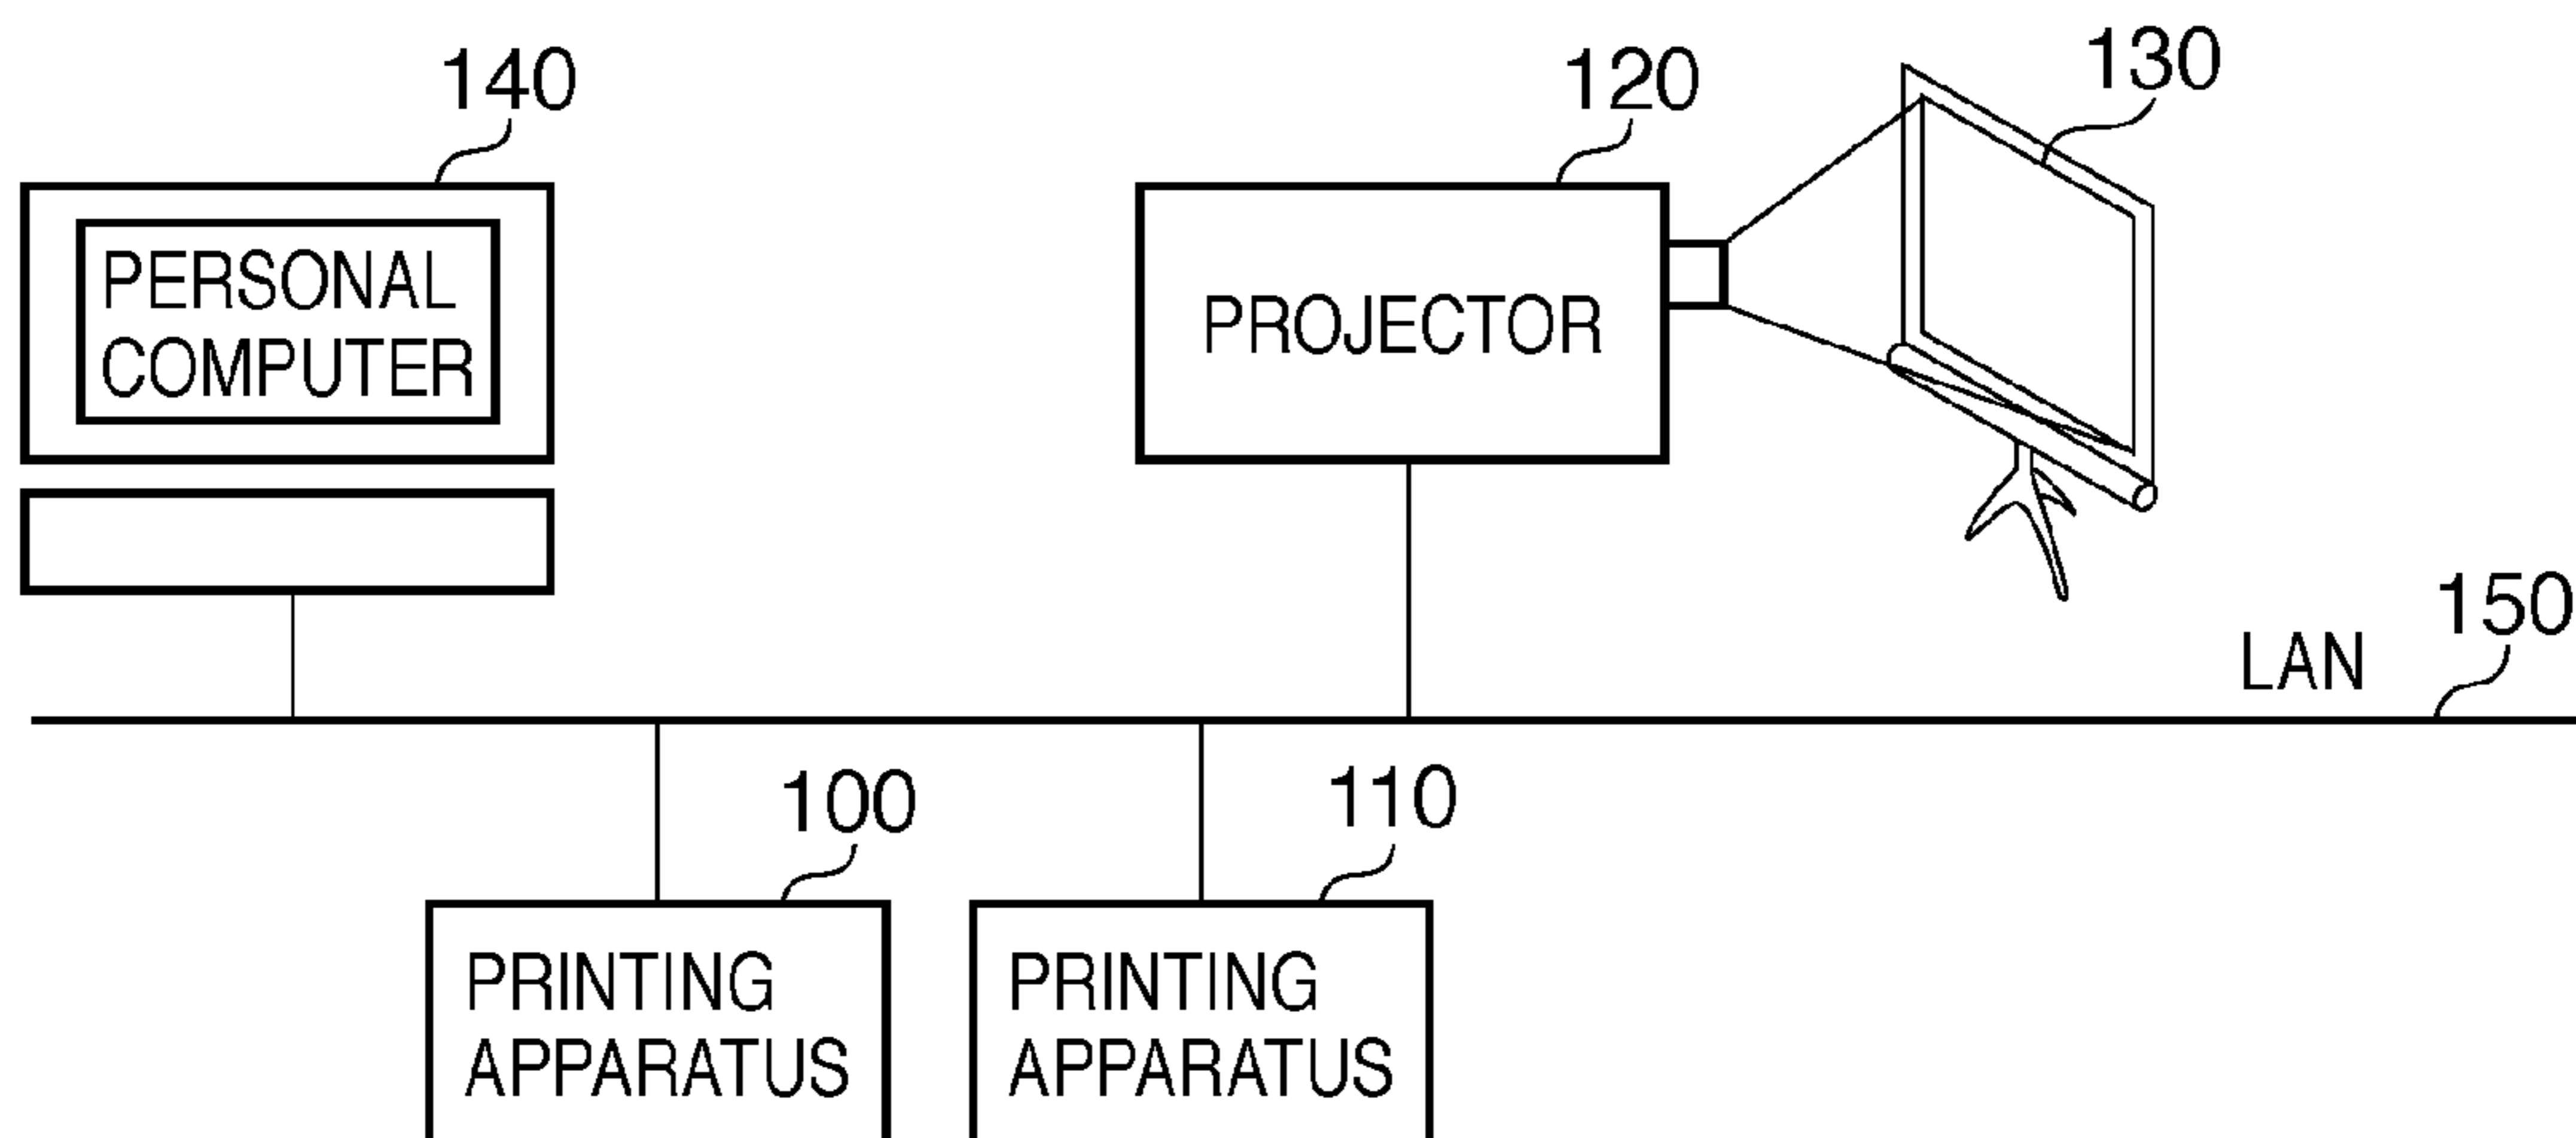 140
120
130
PERSONAL
COMPUTER
PROJECTOR
150
LAN
100
110
PRINTING
APPARATUS
PRINTING
APPARATUS